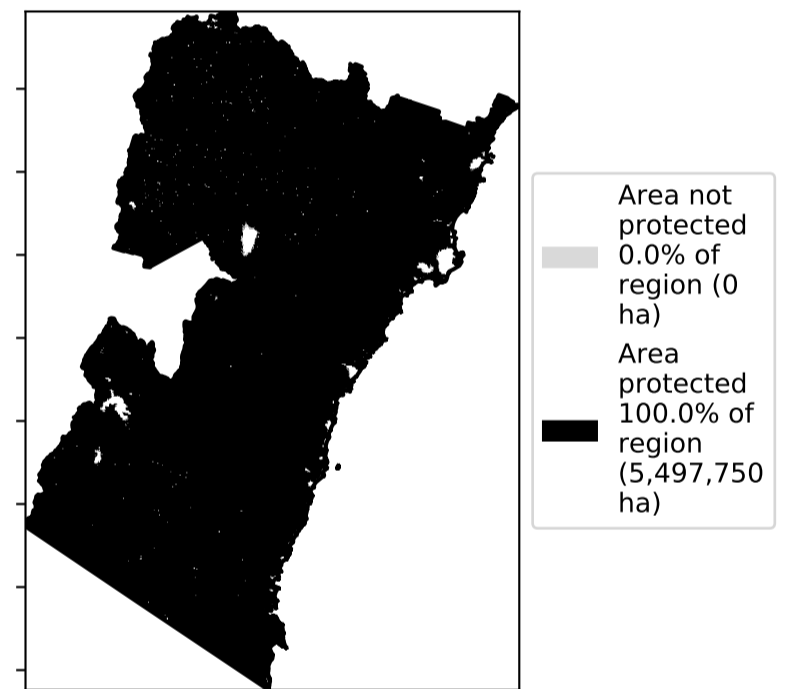 Area not
protected
0.0% of
region (0
ha)
Area
protected
100.0% of
region
(5,497,750
ha)